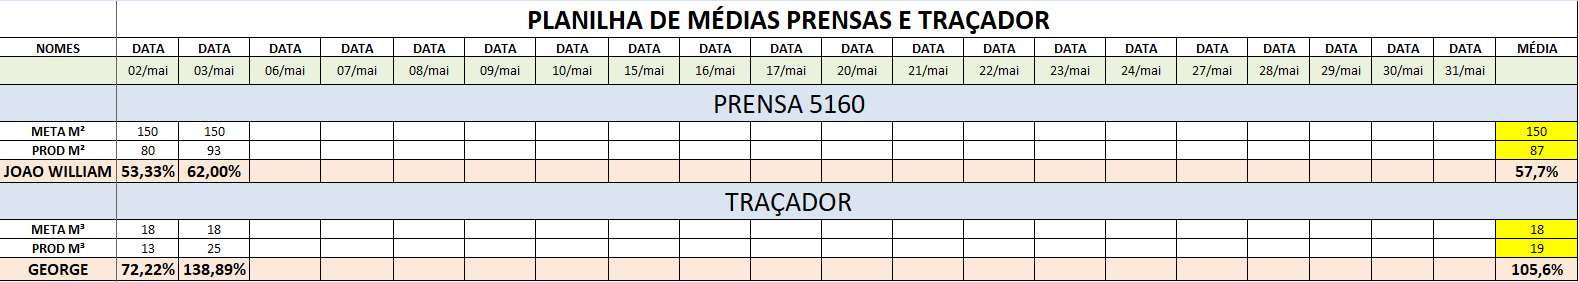 PLANILHA DE MÉDIAS PRENSAS E TRAÇADOR
NOMES DATA DATA DATA DATA DATA DATA DATA DATA DATA DATA DATA DATA DATA DATA DATA DATA DATA DATA DATA DATA MÉDIA
02/mai 03/mai 06/mai 07/mai 08/mai 09/mai 10/mai 15/mai 16/mai 17/mai 20/mai 21/mai 22/mai 23/mai 24/mai 27/mai 28/mai 29/mai 30/mai 31/mai
PRENSA 5160
META M² 150 150 150
PROD M² 80 93 87
JOAO WILLIAM 53,33% 62,00% 57,7%
TRAÇADOR
META M³ 18 18 18
PROD M³ 13 25 19
GEORGE 72,22% 138,89% 105,6%